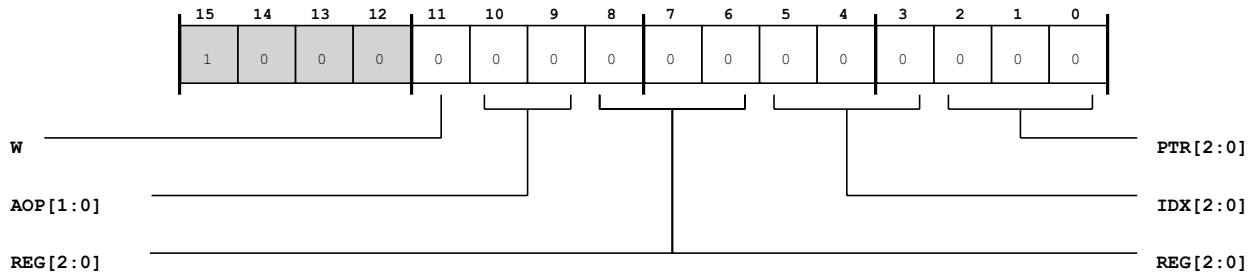 15 14 13 12 11 10 9 8 7 6 5 4 3 2 1 0
1 0 0 0 0 0 0 0 0 0 0 0 0 0 0 0
W PTR[2:0]
AOP[1:0] IDX[2:0]
REG[2:0] REG[2:0]